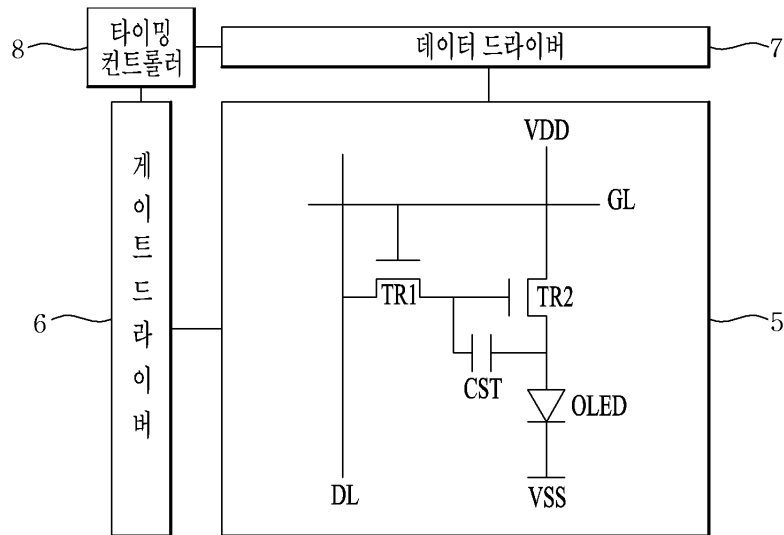 8
타이밍
컨트롤러
데이터 드라이버
7
게이트 드라이버
6
VDD
GL
TR1
TR2
5
CST
OLED
DL
VSS